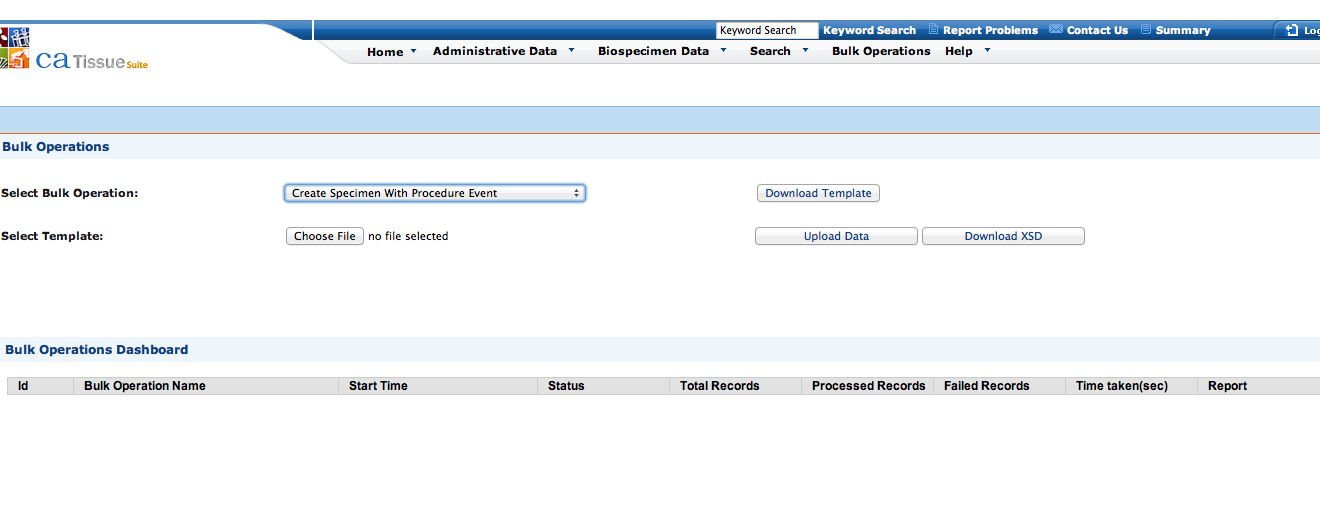 Keyword Search Keyword Search Report Problems Contact Us Summary
Home Administrative Data Biospecimen Data Search Bulk Operations Help
ca Tissue Suite
Bulk Operations
Select Bulk Operation: Create Specimen With Procedure Event Download Template
Select Template: Choose File no file selected Upload Data Download XSD
Bulk Operations Dashboard
Id Bulk Operation Name Start Time Status Total Records Processed Records Failed Records Time taken(sec) Report